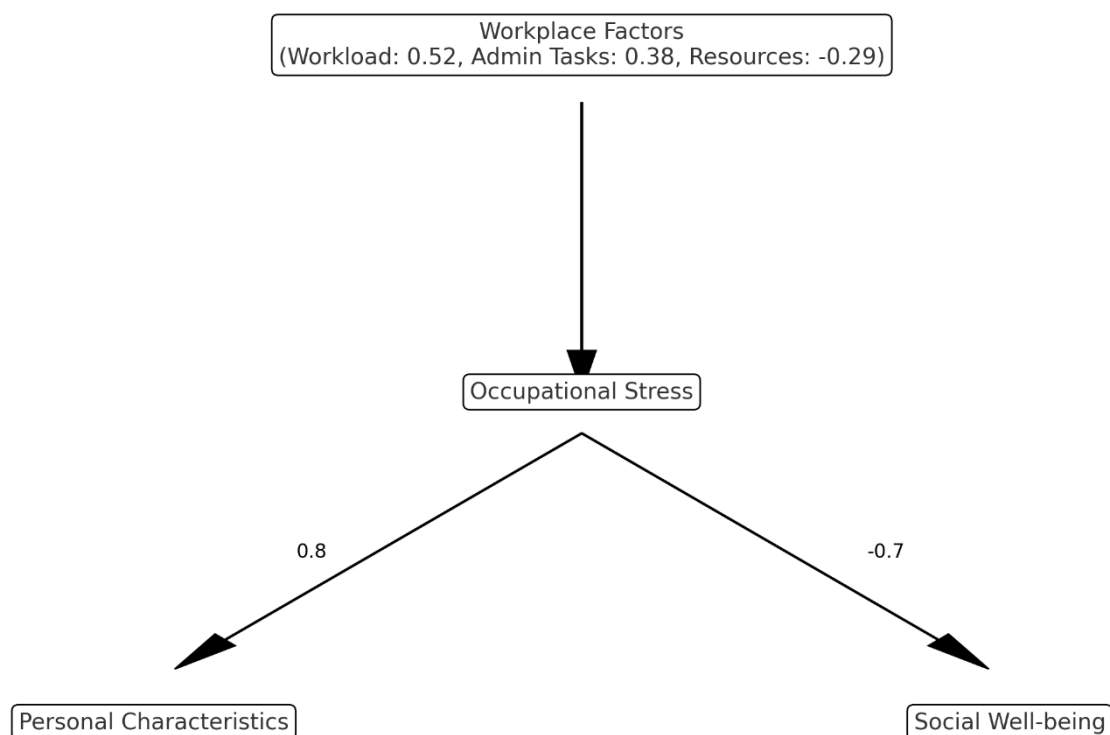 Workplace Factors
(Workload: 0.52, Admin Tasks: 0.38, Resources: -0.29)
Occupational Stress
0.8
-0.7
Personal Characteristics
Social Well-being